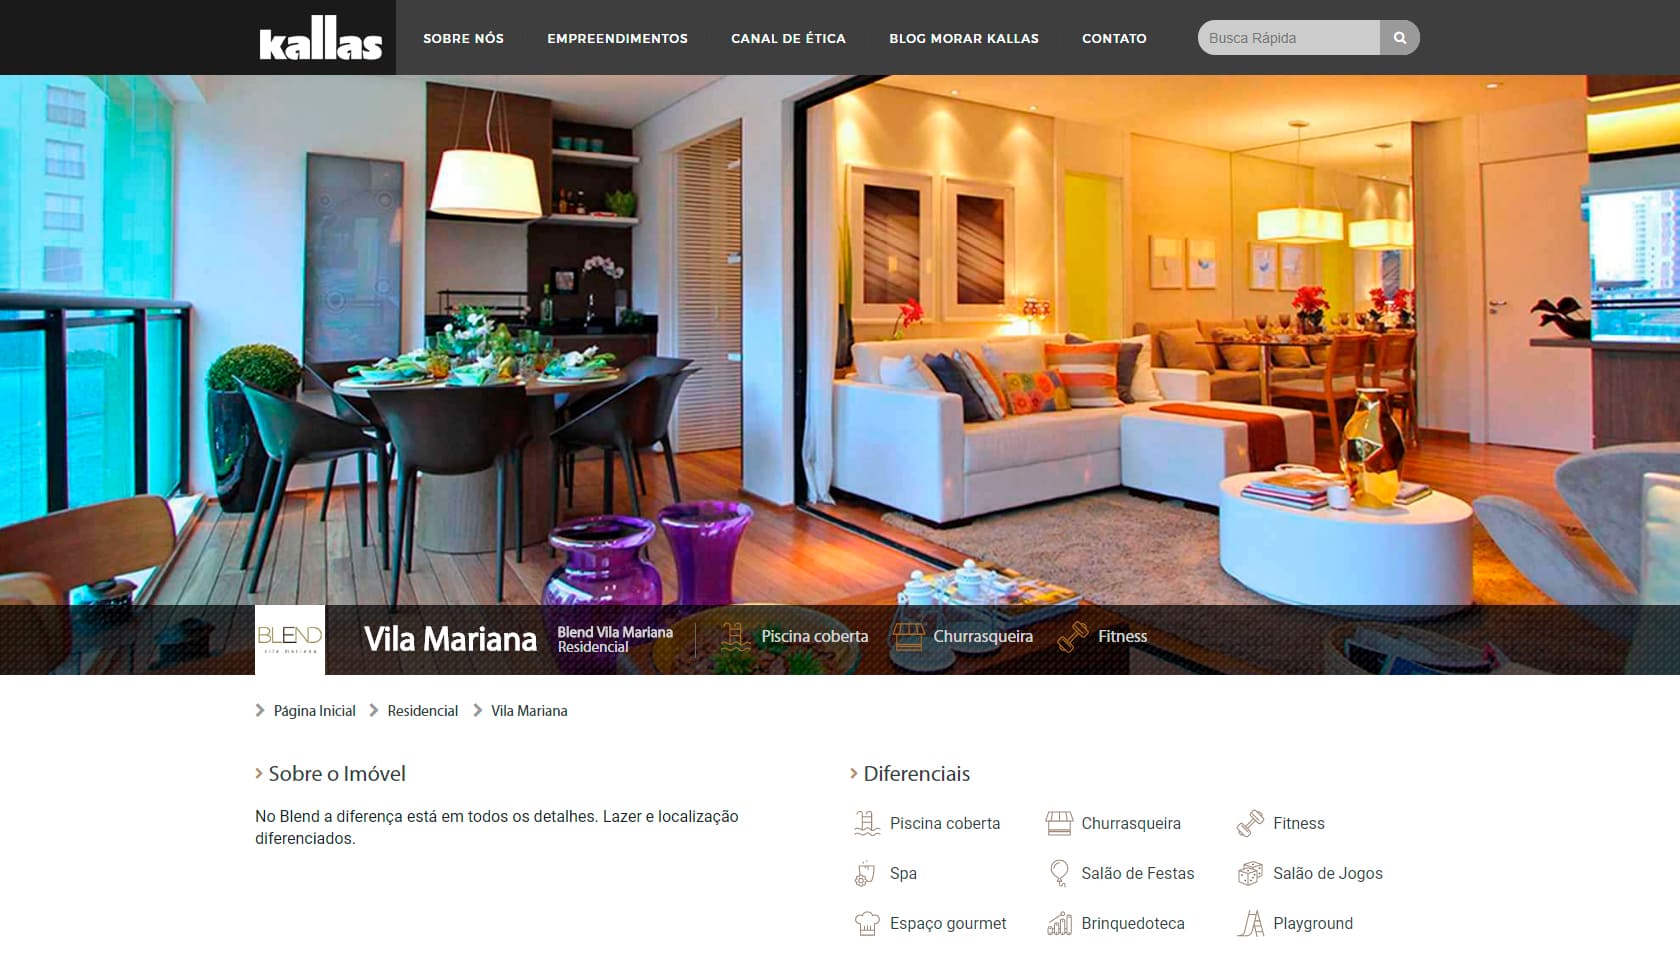 kallas
SOBRE NÓS
EMPREENDIMENTOS
CANAL DE ÉTICA
BLOG MORAR KALLAS
CONTATO
Busca Rápida
BLEND
vila mariana
Vila Mariana
Blend Vila Mariana
Residencial
Piscina coberta
Churrasqueira
Fitness
Página Inicial
Residencial
Vila Mariana
Sobre o Imóvel
No Blend a diferença está em todos os detalhes. Lazer e localização
diferenciados.
Diferenciais
Piscina coberta
Churrasqueira
Fitness
Spa
Salão de Festas
Salão de Jogos
Espaço gourmet
Brinquedoteca
Playground